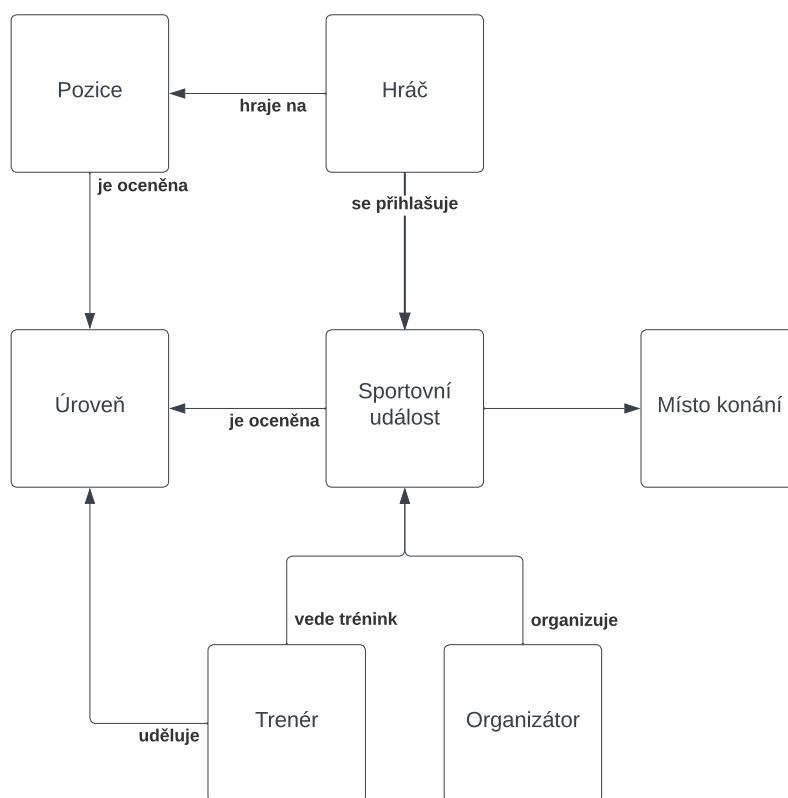 Pozice
Hráč
hraje na
je oceněna
se přihlašuje
Úroveň
Sportovní
událost
Místo konání
je oceněna
vede trénink
organizuje
Trenér
Organizátor
uděluje